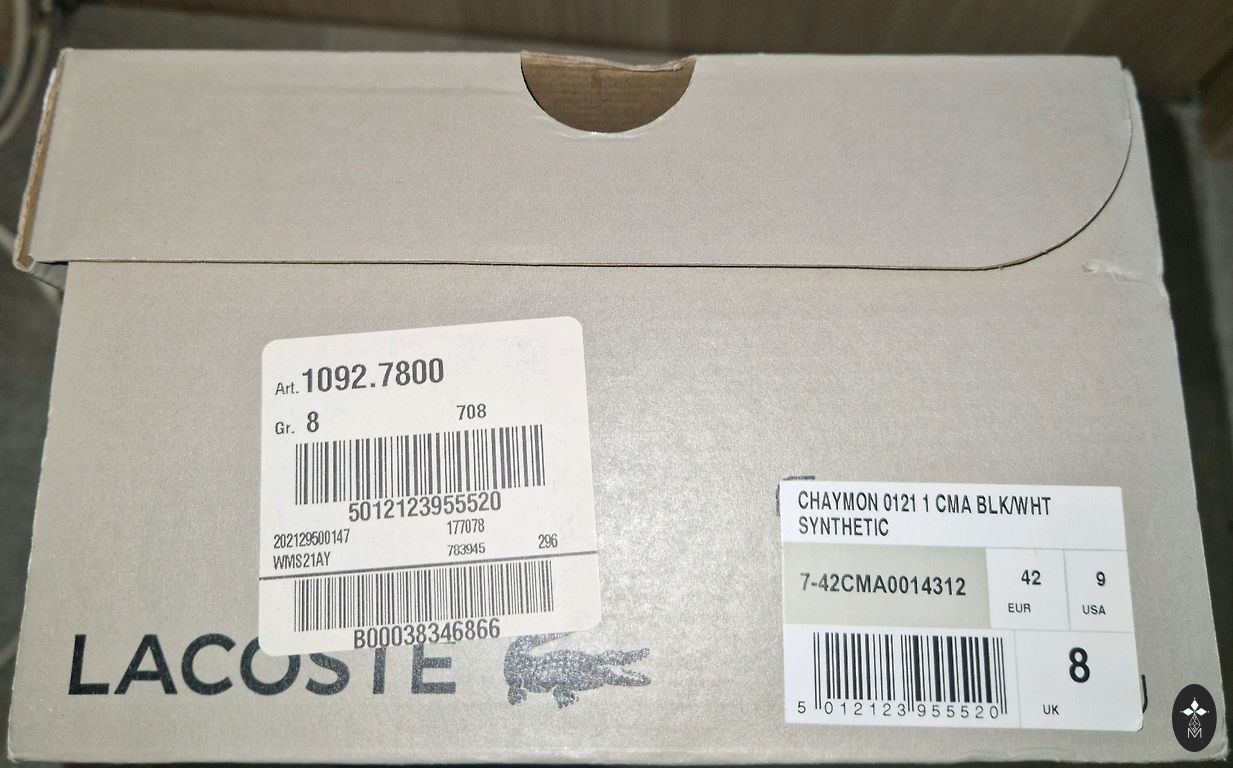 Art. 1092.7800
Gr. 8 708
5012123955520
202129500147 177078
WMS21AY 783945 296
B00038346866
LACOSTE
CHAYMON 0121 1 CMA BLK/WHT
SYNTHETIC
7-42CMA0014312
42 EUR
9 USA
5 012123 955520
8
UK
M